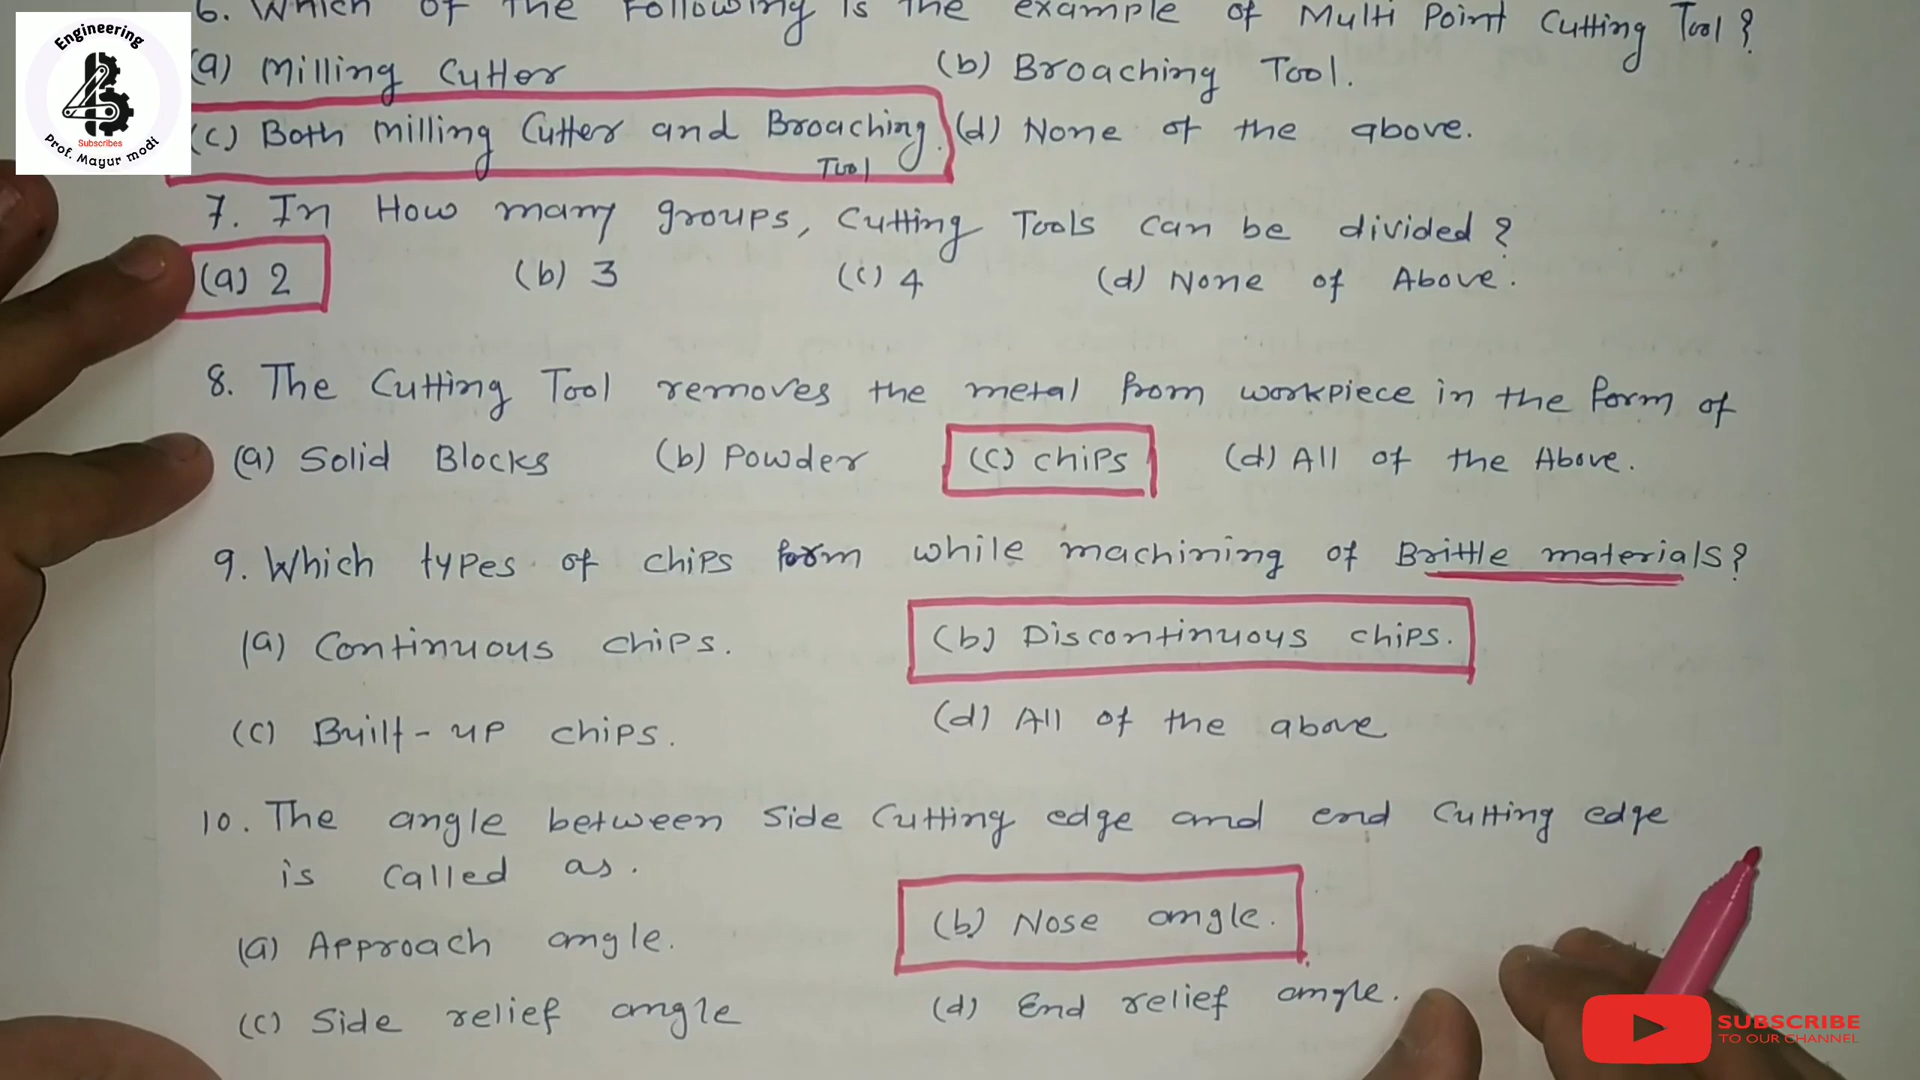 6. Which of the following is the example of Multi Point Cutting Tool?
(a) Milling Cutter (b) Broaching Tool.
(c) Both Milling Cutter and Broaching Tool. (d) None of the above.
7. In How many groups, Cutting Tools can be divided?
(a) 2 (b) 3 (c) 4 (d) None of Above.
8. The Cutting Tool removes the metal from workpiece in the form of
(a) Solid Blocks (b) Powder (c) chips (d) All of the Above.
9. Which types of chips form while machining of Brittle materials?
(a) Continuous chips. (b) Discontinuous chips.
(c) Built-up chips. (d) All of the above
10. The angle between Side Cutting edge and end Cutting edge
is called as.
(a) Approach angle. (b) Nose angle.
(c) Side relief angle (d) End relief angle.
Engineering
Subscribes
Prof. Mayur modi
SUBSCRIBE
TO OUR CHANNEL